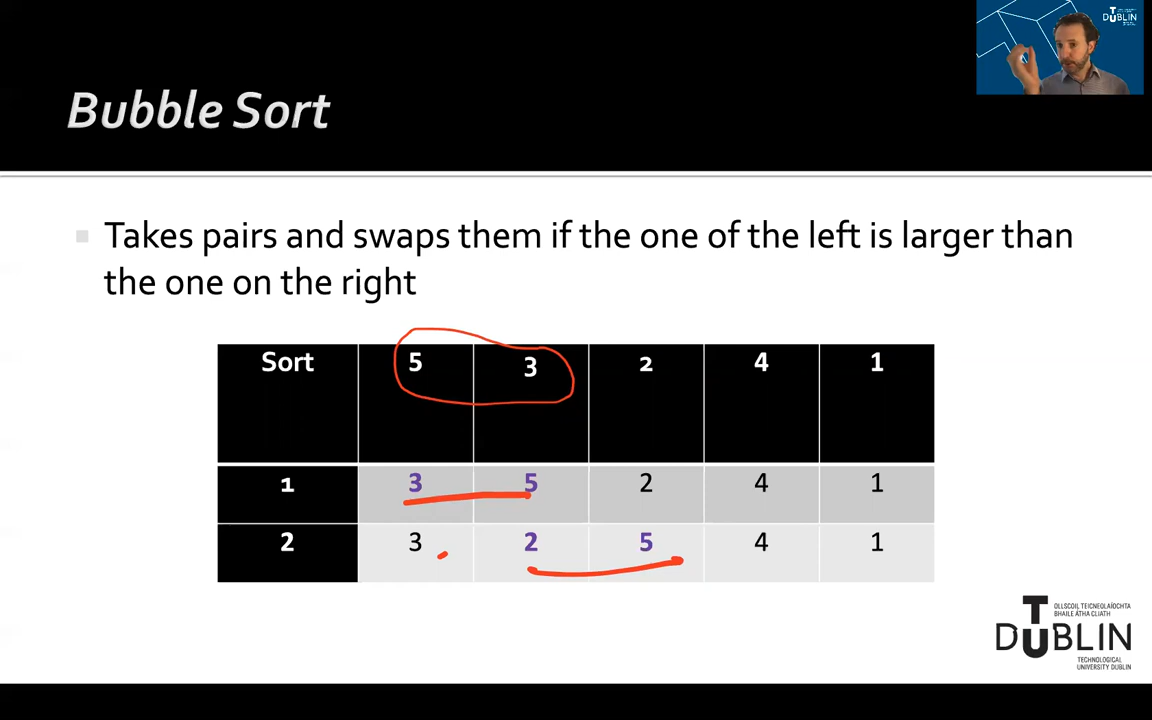 DUBLIN
Bubble Sort
Takes pairs and swaps them if the one of the left is larger than
the one on the right
Sort 5 3 2 4 1
1 3 5 2 4 1
2 3 2 5 4 1
OLLSCOIL TEICNEOLAÍOCHTA
BHAILE ÁTHA CLIATH
DUBLIN
TECHNOLOGICAL
UNIVERSITY DUBLIN